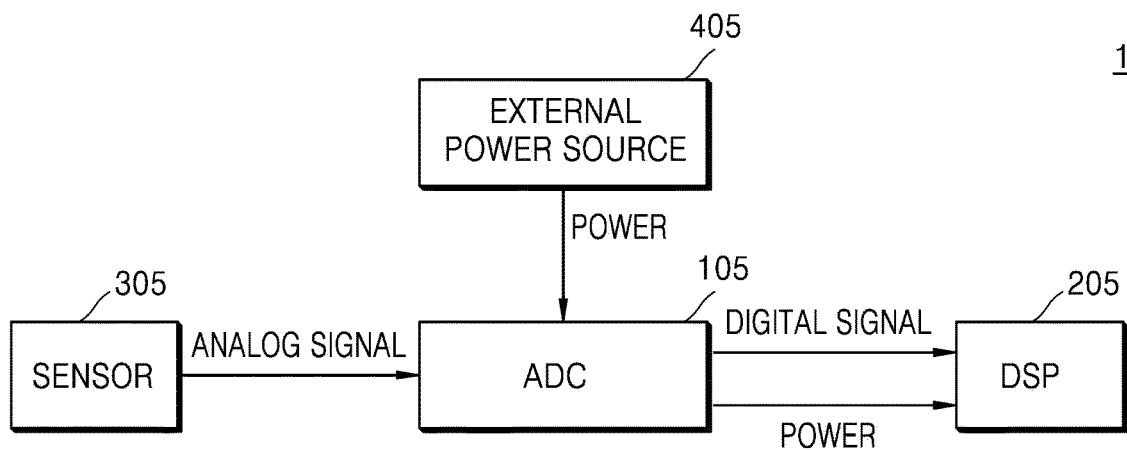 405
1
EXTERNAL
POWER SOURCE
POWER
305
105
205
SENSOR
ANALOG SIGNAL
ADC
DIGITAL SIGNAL
POWER
DSP